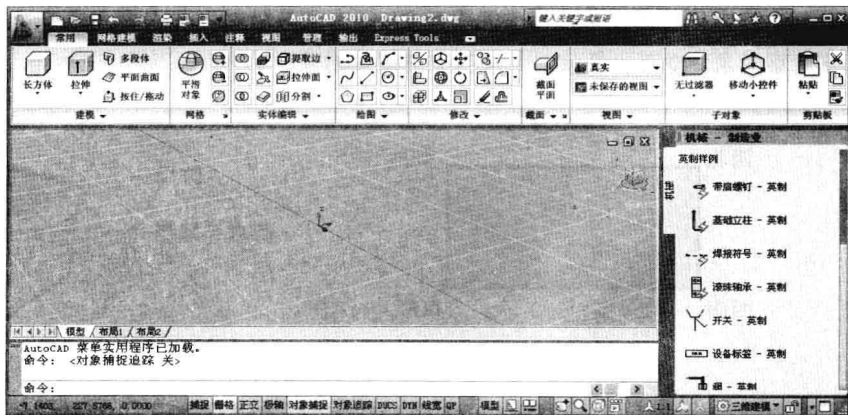 AutoCAD 2010 Drawing2.dwg 键入关键字或短语
常用 网格建模 渲染 插入 注释 视图 管理 输出 Express Tools
长方体 拉伸 多段体 平面曲面 按住/拖动
平滑对象
提取边 拉伸面 分割
截面平面
真实 未保存的视图
无过滤器 移动小控件 粘贴
建模 网格 实体编辑 绘图 修改 截面 视图 子对象 剪贴板
机械 - 制造业
英制样例
带肩螺钉 - 英制
基础立柱 - 英制
焊接符号 - 英制
滚珠轴承 - 英制
开关 - 英制
设备标签 - 英制
模型 布局1 布局2
AutoCAD 菜单实用程序已加载。
命令: <对象捕捉追踪 关>
命令:
捕捉 栅格 正交 极轴 对象捕捉 对象追踪 DUCS DYN 线宽 QP 模型 1:1 三维建模